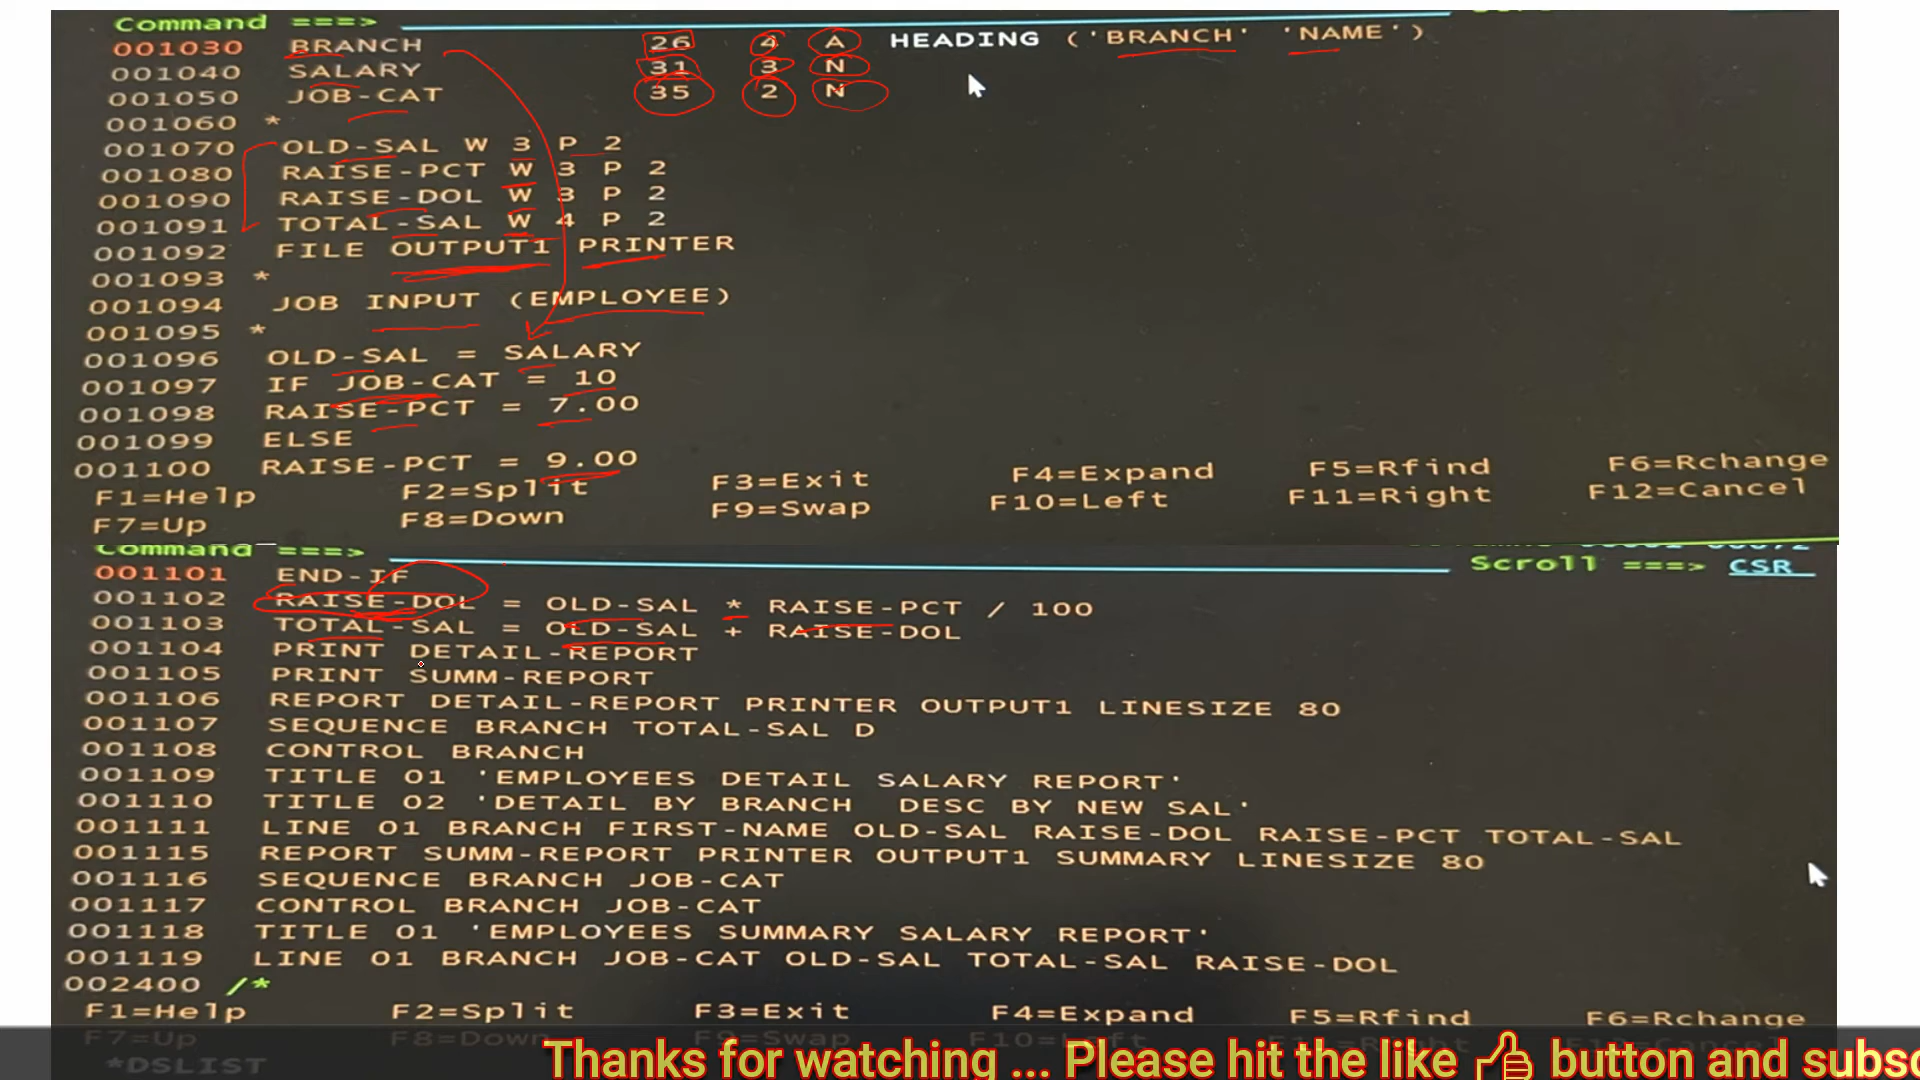 Command ===>
001030 BRANCH 26 4 A HEADING ('BRANCH' 'NAME')
001040 SALARY 31 3 N
001050 JOB-CAT 35 2 N
001060 *
001070 OLD-SAL W 3 P 2
001080 RAISE-PCT W 3 P 2
001090 RAISE-DOL W 3 P 2
001091 TOTAL-SAL W 4 P 2
001092 FILE OUTPUT1 PRINTER
001093 *
001094 JOB INPUT (EMPLOYEE)
001095 *
001096 OLD-SAL = SALARY
001097 IF JOB-CAT = 10
001098 RAISE-PCT = 7.00
001099 ELSE
001100 RAISE-PCT = 9.00
F1=Help F2=Split F3=Exit F4=Expand F5=Rfind F6=Rchange
F7=Up F8=Down F9=Swap F10=Left F11=Right F12=Cancel
Command ===> Scroll ===> CSR
001101 END-IF
001102 RAISE-DOL = OLD-SAL * RAISE-PCT / 100
001103 TOTAL-SAL = OLD-SAL + RAISE-DOL
001104 PRINT DETAIL-REPORT
001105 PRINT SUMM-REPORT
001106 REPORT DETAIL-REPORT PRINTER OUTPUT1 LINESIZE 80
001107 SEQUENCE BRANCH TOTAL-SAL D
001108 CONTROL BRANCH
001109 TITLE 01 'EMPLOYEES DETAIL SALARY REPORT'
001110 TITLE 02 'DETAIL BY BRANCH DESC BY NEW SAL'
001111 LINE 01 BRANCH FIRST-NAME OLD-SAL RAISE-DOL RAISE-PCT TOTAL-SAL
001115 REPORT SUMM-REPORT PRINTER OUTPUT1 SUMMARY LINESIZE 80
001116 SEQUENCE BRANCH JOB-CAT
001117 CONTROL BRANCH JOB-CAT
001118 TITLE 01 'EMPLOYEES SUMMARY SALARY REPORT'
001119 LINE 01 BRANCH JOB-CAT OLD-SAL TOTAL-SAL RAISE-DOL
002400 /*
F1=Help F2=Split F3=Exit F4=Expand F5=Rfind F6=Rchange
F7=Up F8=Down F9=Swap
*DSLIST
Thanks for watching ... Please hit the like 👍 button and subsc